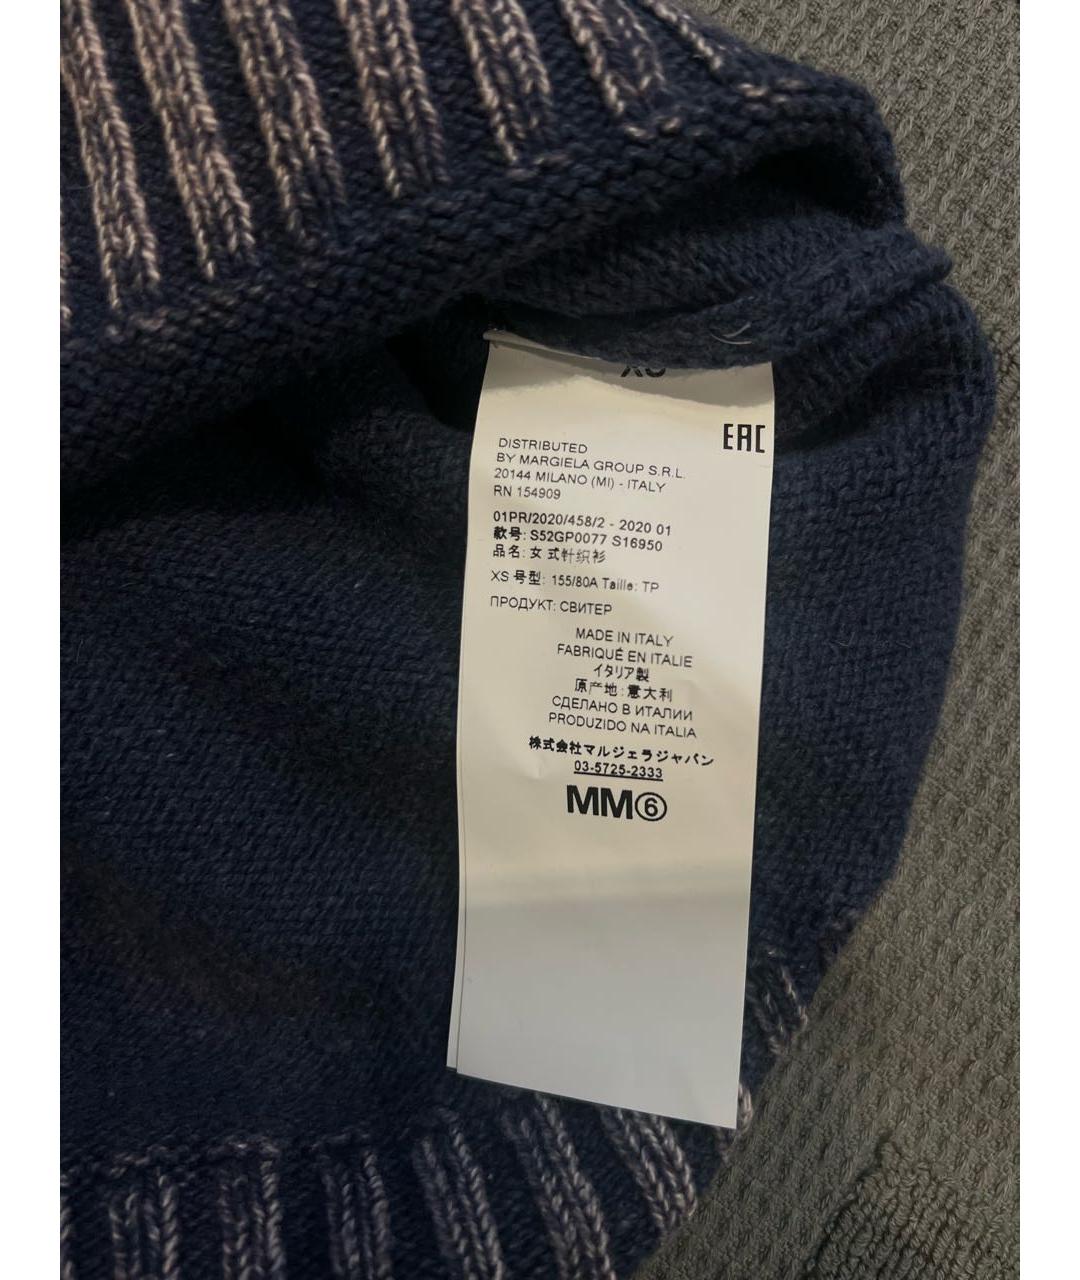 XS
EAC
DISTRIBUTED
BY MARGIELA GROUP S.R.L.
20144 MILANO (MI) - ITALY
RN 154909
01PR/2020/458/2 - 2020 01
款号: S52GP0077 S16950
品名: 女式针织衫
XS 号型: 155/80A Taille: TP
ПРОДУКТ: СВИТЕР
MADE IN ITALY
FABRIQUÉ EN ITALIE
イタリア製
原产地: 意大利
СДЕЛАНО В ИТАЛИИ
PRODUZIDO NA ITALIA
株式会社マルジェラジャパン
03-5725-2333
MM⑥